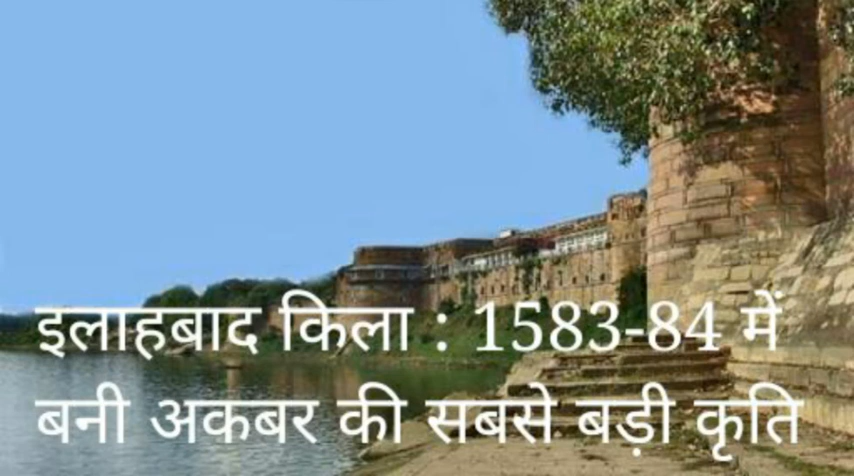 इलाहबाद किला : 1583-84 में
बनी अकबर की सबसे बड़ी कृति